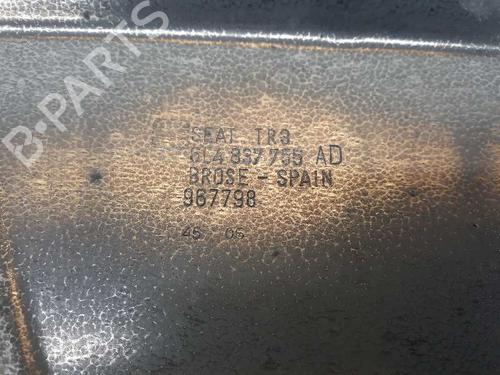 B-PARTS
SEAT TR3
6L4 837 755 AD
BROSE - SPAIN
967798
45 05